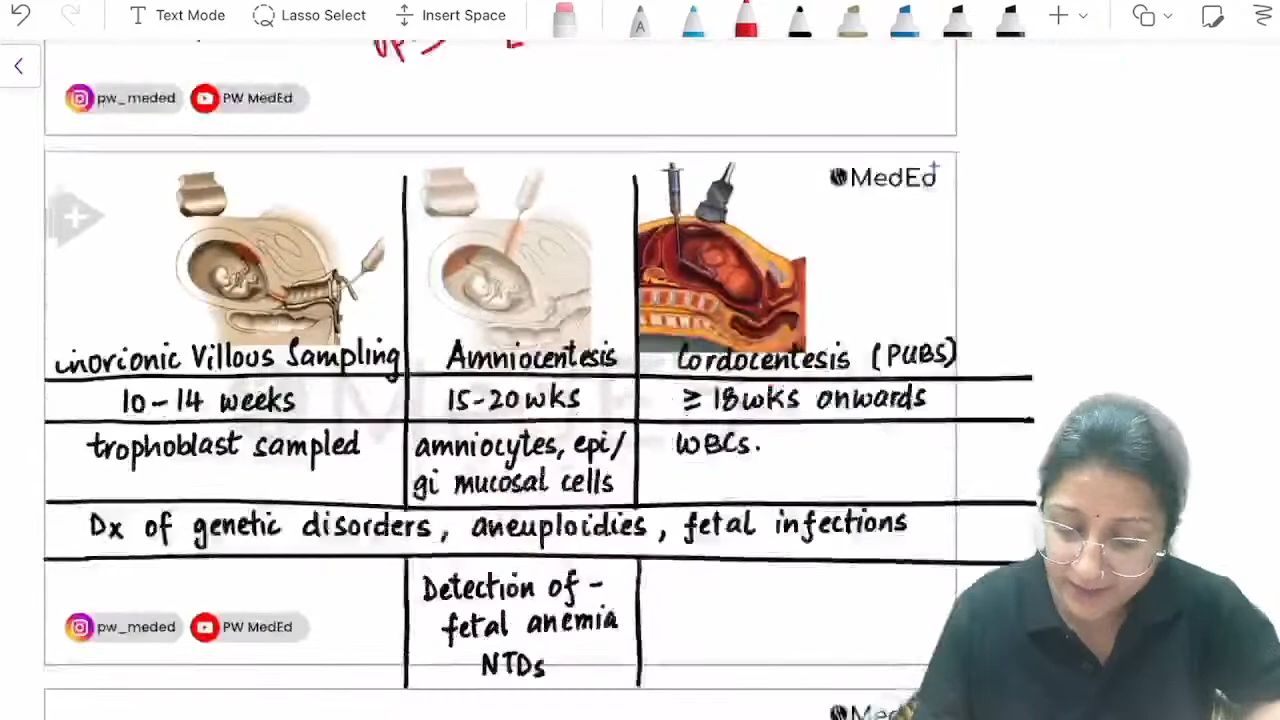 Text Mode
Lasso Select
Insert Space
A
pw_meded
PW MedEd
MedEd
Chorionic Villous Sampling
Amniocentesis
Cordocentesis (PUBS)
10-14 weeks
15-20wks
≥ 18wks onwards
trophoblast sampled
amniocytes, epi/
gi mucosal cells
WBCs.
Dx of genetic disorders, aneuploidies, fetal infections
Detection of -
fetal anemia
NTDs
pw_meded
PW MedEd
MedE